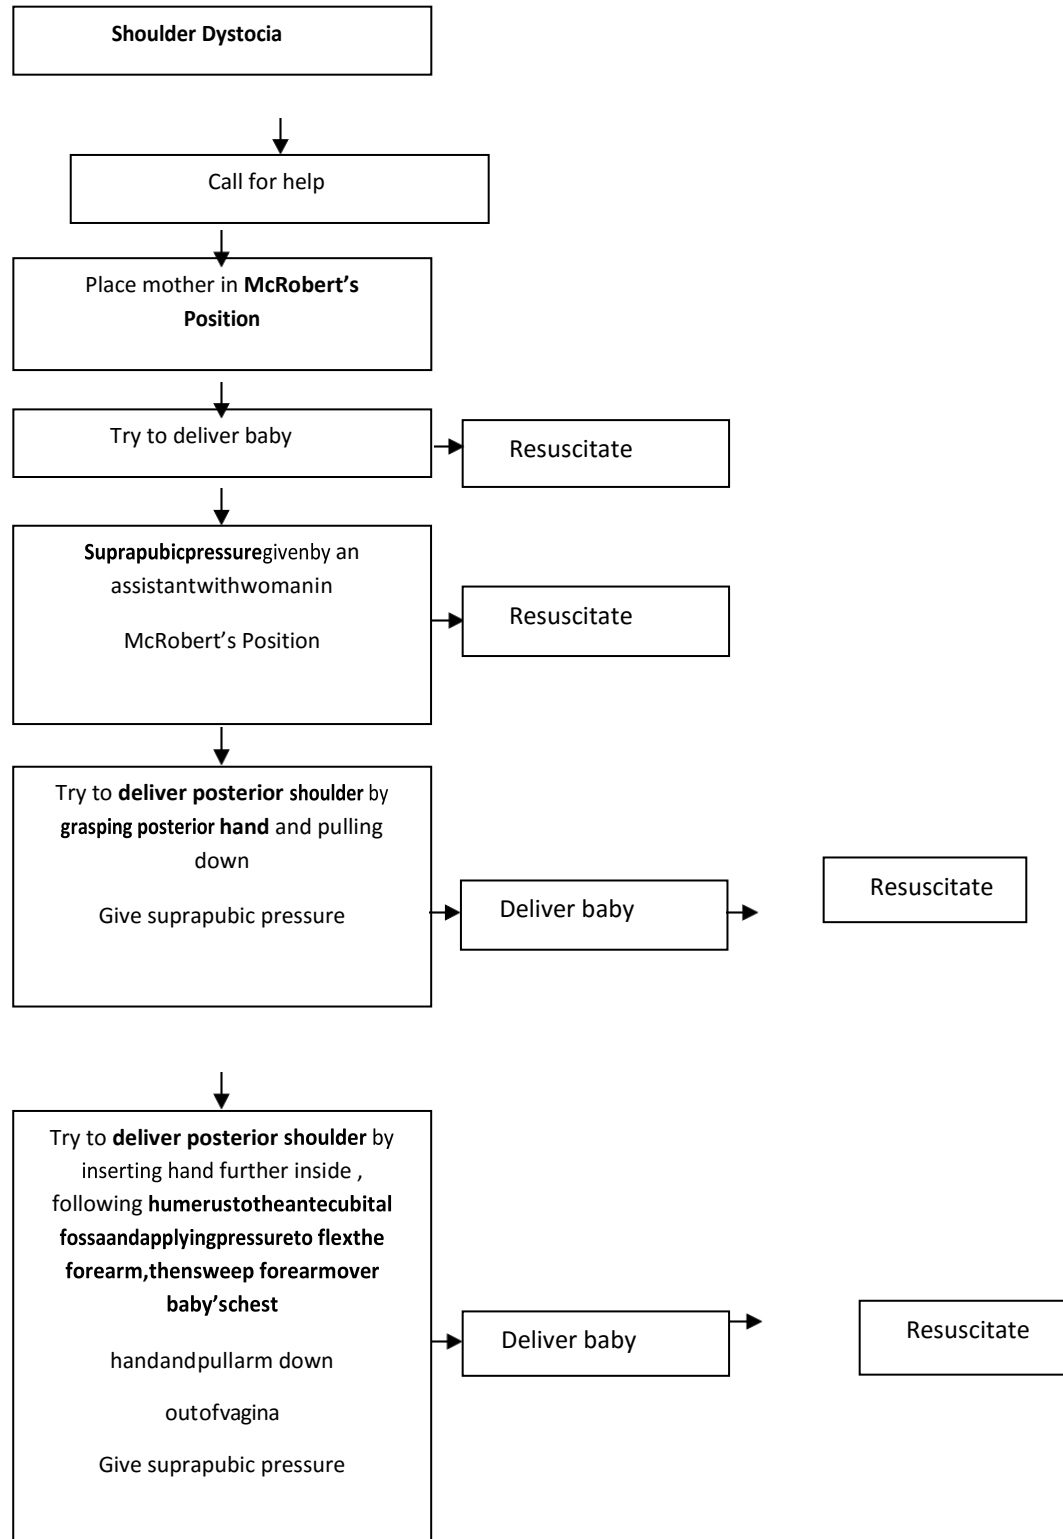 Shoulder Dystocia
Call for help
Place mother in McRobert’s
Position
Try to deliver baby
Resuscitate
Suprapubicpressuregivenby an
assistantwithwomanin
McRobert’s Position
Resuscitate
Try to deliver posterior shoulder by
grasping posterior hand and pulling
down
Give suprapubic pressure
Deliver baby
Resuscitate
Try to deliver posterior shoulder by
inserting hand further inside ,
following humerustotheantecubital
fossaandapplyingpressureto flexthe
forearm,thensweep forearmover
baby’schest
handandpullarm down
outofvagina
Give suprapubic pressure
Deliver baby
Resuscitate